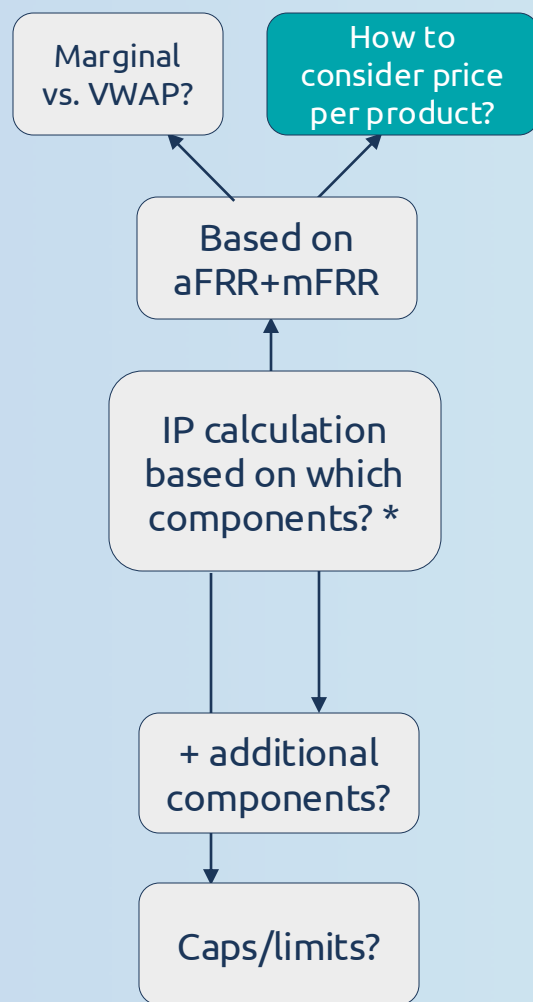 Marginal
vs. VWAP?
How to
consider price
per product?
Based on
aFRR+mFRR
IP calculation
based on which
components? *
+ additional
components?
Caps/limits?